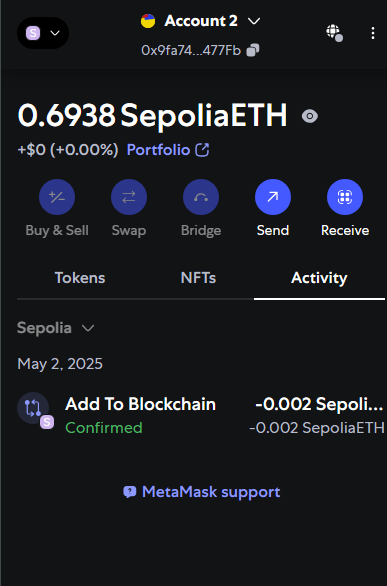 S
Account 2
0x9fa74...477Fb
0.6938 SepoliaETH
+$0 (+0.00%) Portfolio
Buy & Sell Swap Bridge Send Receive
Tokens NFTs Activity
Sepolia
May 2, 2025
Add To Blockchain -0.002 Sepoli...
S Confirmed -0.002 SepoliaETH
MetaMask support